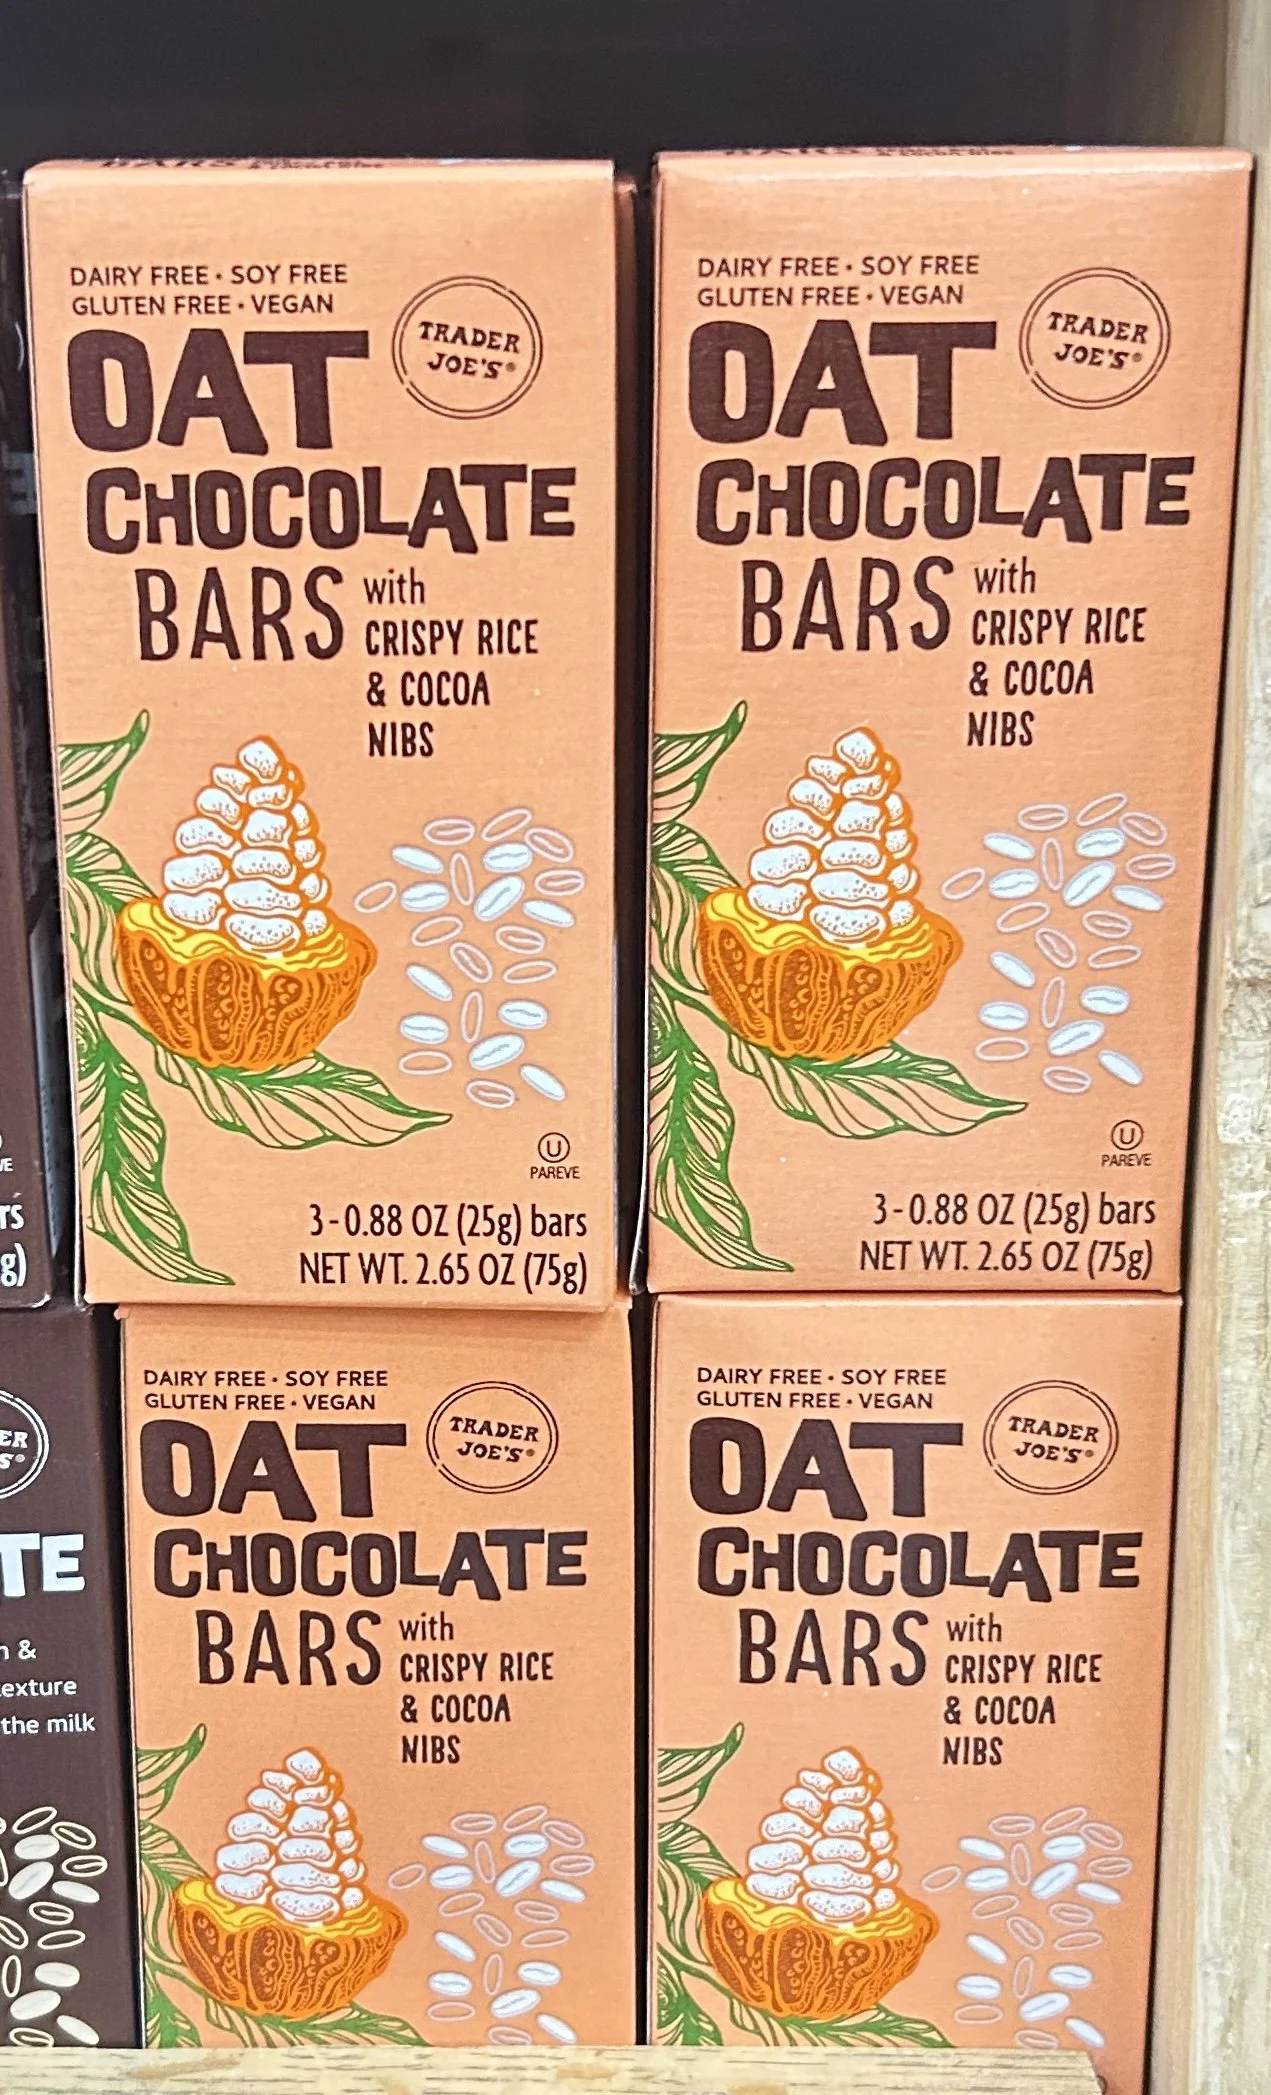 DAIRY FREE • SOY FREE
GLUTEN FREE • VEGAN
TRADER
JOE'S®
OAT
CHOCOLATE
BARS with
CRISPY RICE
& COCOA
NIBS
U
PAREVE
3-0.88 OZ (25g) bars
NET WT. 2.65 OZ (75g)
DAIRY FREE • SOY FREE
GLUTEN FREE • VEGAN
TRADER
JOE'S®
OAT
CHOCOLATE
BARS with
CRISPY RICE
& COCOA
NIBS
U
PAREVE
3-0.88 OZ (25g) bars
NET WT. 2.65 OZ (75g)
DAIRY FREE • SOY FREE
GLUTEN FREE • VEGAN
TRADER
JOE'S®
OAT
CHOCOLATE
BARS with
CRISPY RICE
& COCOA
NIBS
DAIRY FREE • SOY FREE
GLUTEN FREE • VEGAN
TRADER
JOE'S®
OAT
CHOCOLATE
BARS with
CRISPY RICE
& COCOA
NIBS
&
the milk